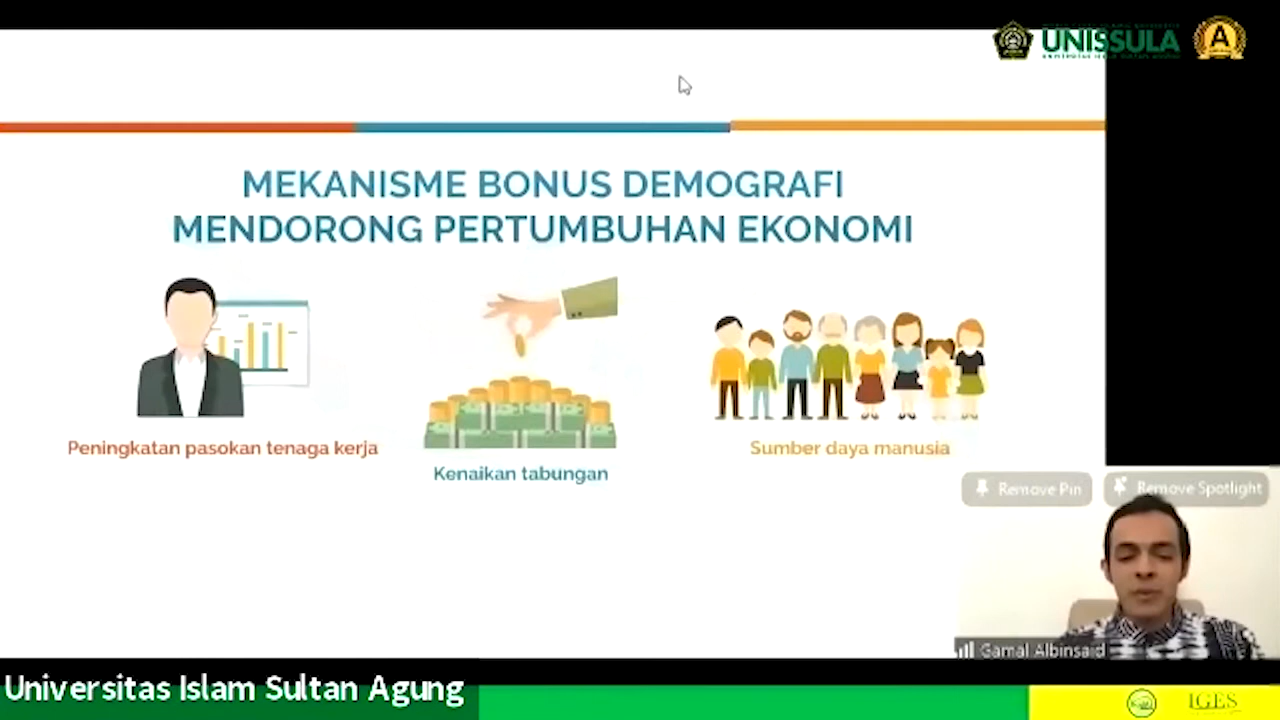 UNISSULA
A
MEKANISME BONUS DEMOGRAFI
MENDORONG PERTUMBUHAN EKONOMI
Peningkatan pasokan tenaga kerja
Kenaikan tabungan
Sumber daya manusia
Remove Pin
Remove Spotlight
Gamal Albinsaid
Universitas Islam Sultan Agung
IGES